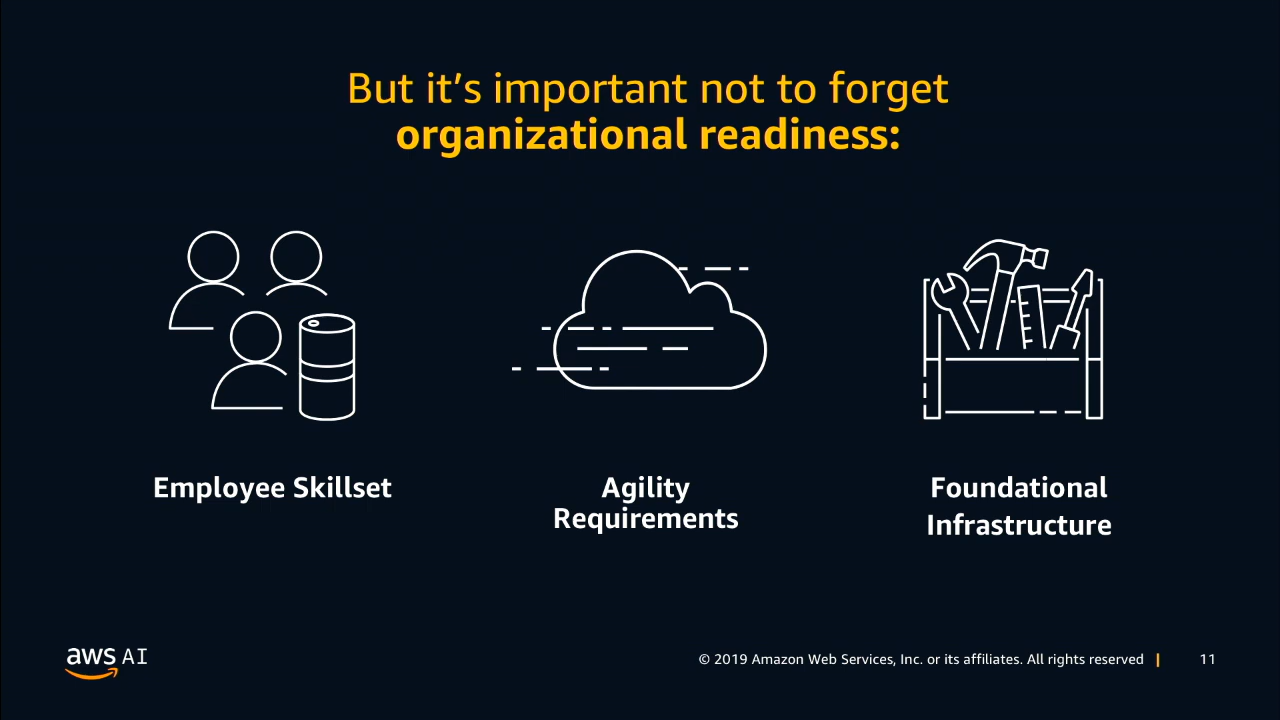 But it’s important not to forget
organizational readiness:
Employee Skillset
Agility
Requirements
Foundational
Infrastructure
aws AI
© 2019 Amazon Web Services, Inc. or its affiliates. All rights reserved | 11